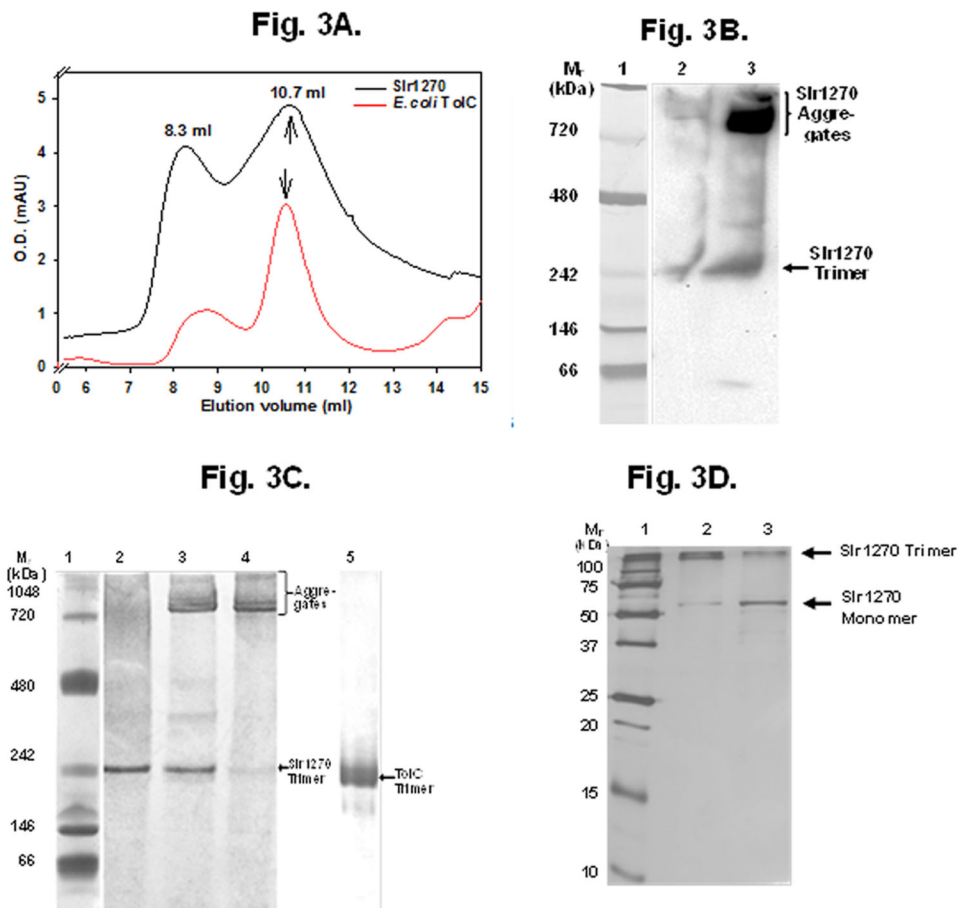 Fig. 3A.
Slr1270
E.coli TolC
10.7 ml
8.3 ml
O.D. (mAU)
5
4
3
2
1
0
0 6 7 8 9 10 11 12 13 14 15
Elution volume (ml)
Fig. 3B.
Mr
(kDa)
1 2 3
720
480
242
146
66
Slr1270
Aggre-
gates
Slr1270
Trimer
Fig. 3C.
Mr
(kDa)
1 2 3 4 5
1048
720
480
242
146
66
Aggre-
gates
Slr1270
Trimer
TolC
Trimer
Fig. 3D.
Mr
(kDa)
1 2 3
100
75
50
37
25
20
15
10
Slr1270 Trimer
Slr1270
Monomer